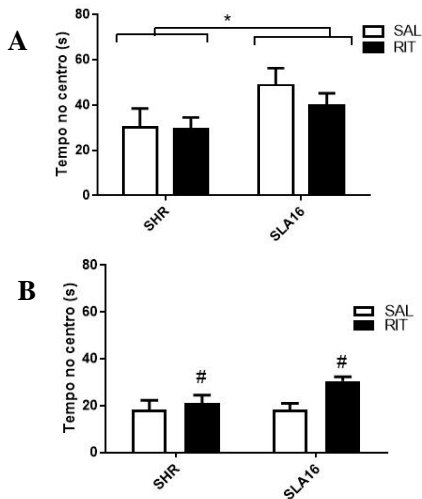 A
*
SAL
RIT
Tempo no centro (s)
80
60
40
20
0
SHR
SLA16
B
SAL
RIT
Tempo no centro (s)
80
60
40
20
0
#
#
SHR
SLA16